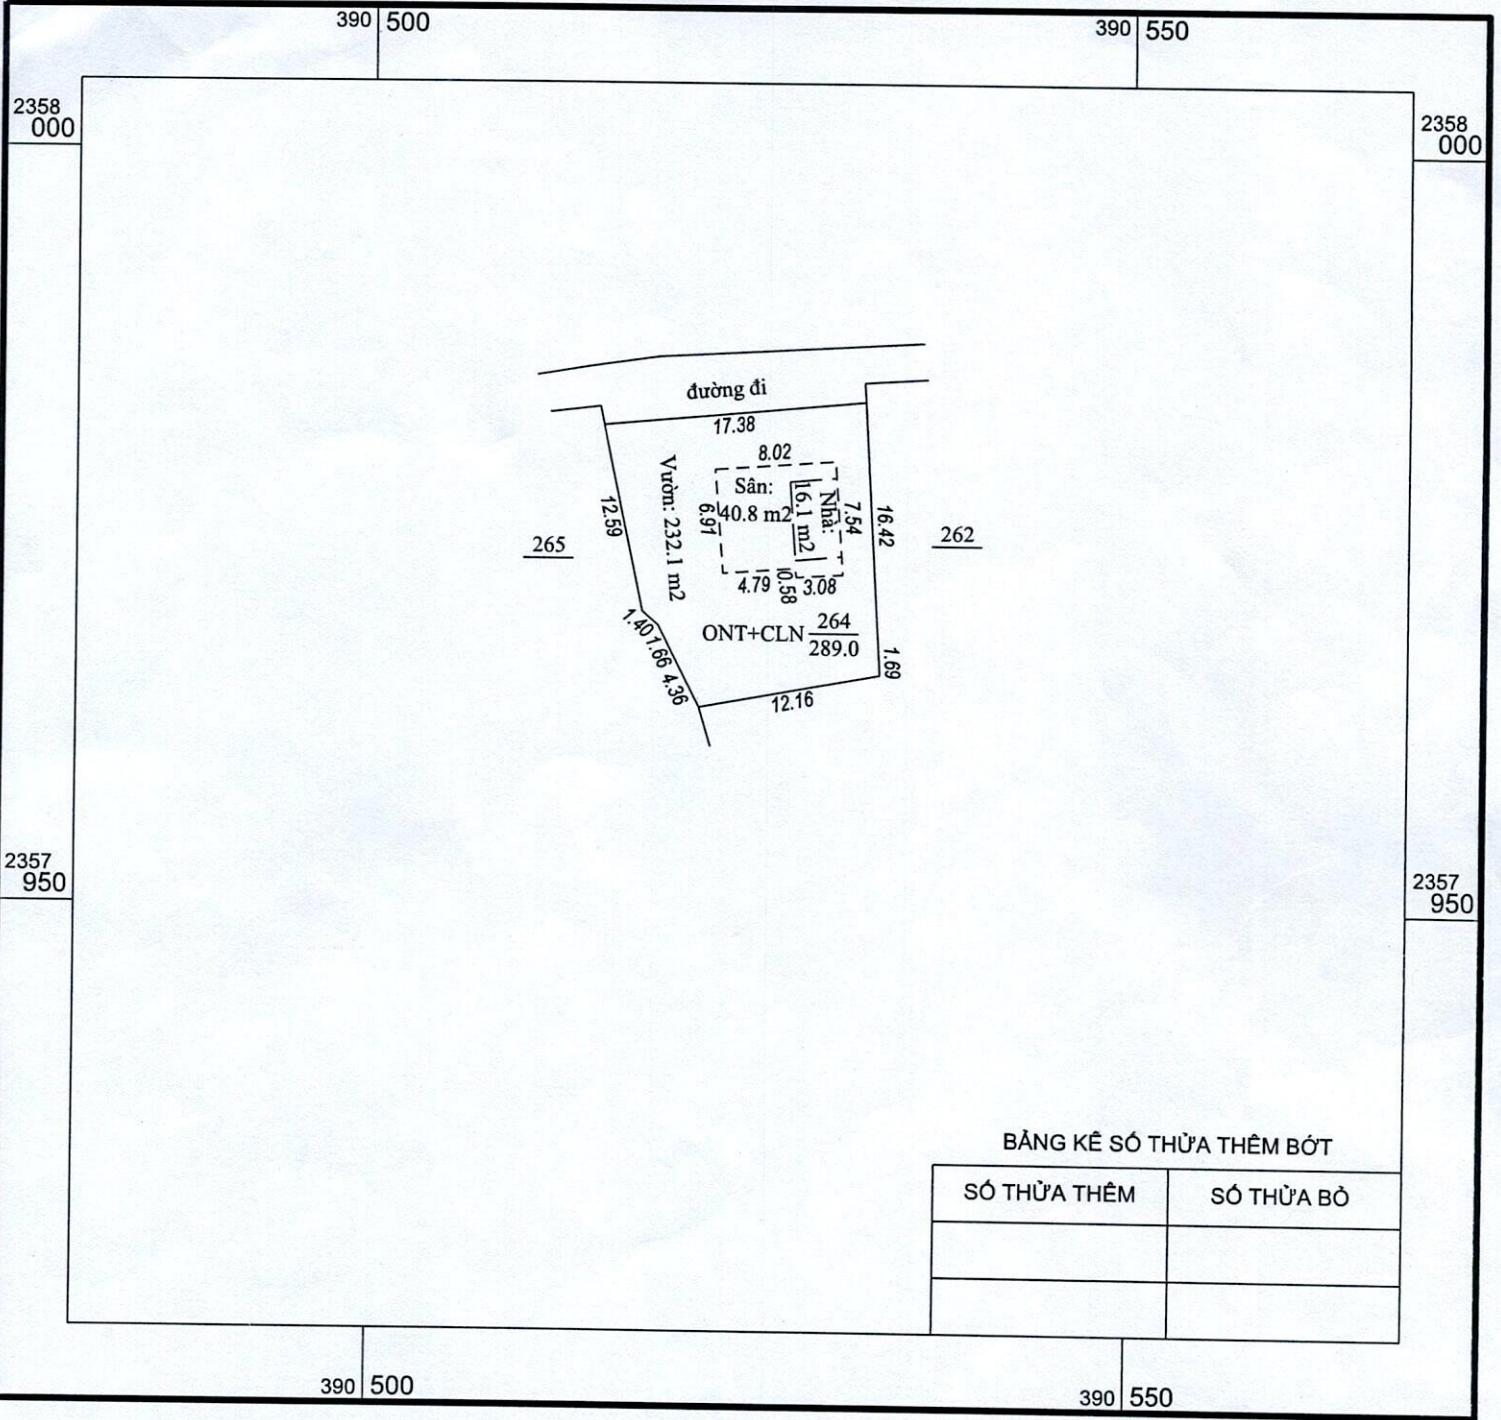 390 500
390 550
2358
000
2358
000
đường đi
17.38
8.02
Sân:
40.8 m2
Nhà:
16.1 m2
Vườn: 232.1 m2
12.59
6.91
7.54
16.42
265
262
4.79
0.58
3.08
1.40
1.66
4.36
ONT+CLN 264
289.0
1.69
12.16
2357
950
2357
950
BẢNG KÊ SỐ THỬA THÊM BỚT
SỐ THỬA THÊM
SỐ THỬA BỎ
390 500
390 550